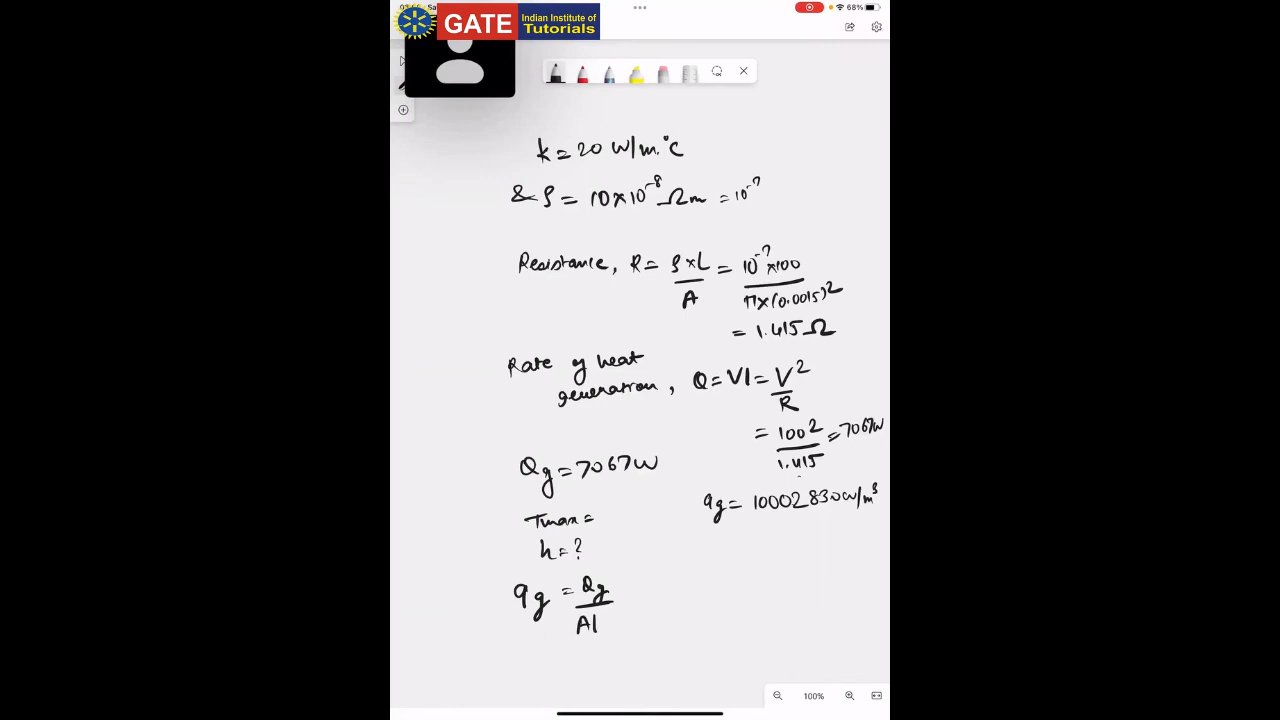 GATE Indian Institute of
Tutorials
68%
k = 20 W/m.°C
& ρ = 10×10⁻⁸ Ωm = 10⁻⁷
Resistance, R = ρ×L/A = 10⁻⁷×100/π×(0.0015)²
= 1.415 Ω
Rate of heat
generation, Q = VI = V²/R
= 100²/1.415 = 7067W
Qg = 7067W
qg = 10002830 W/m³
Tmax =
h = ?
qg = Qg/Al
100%